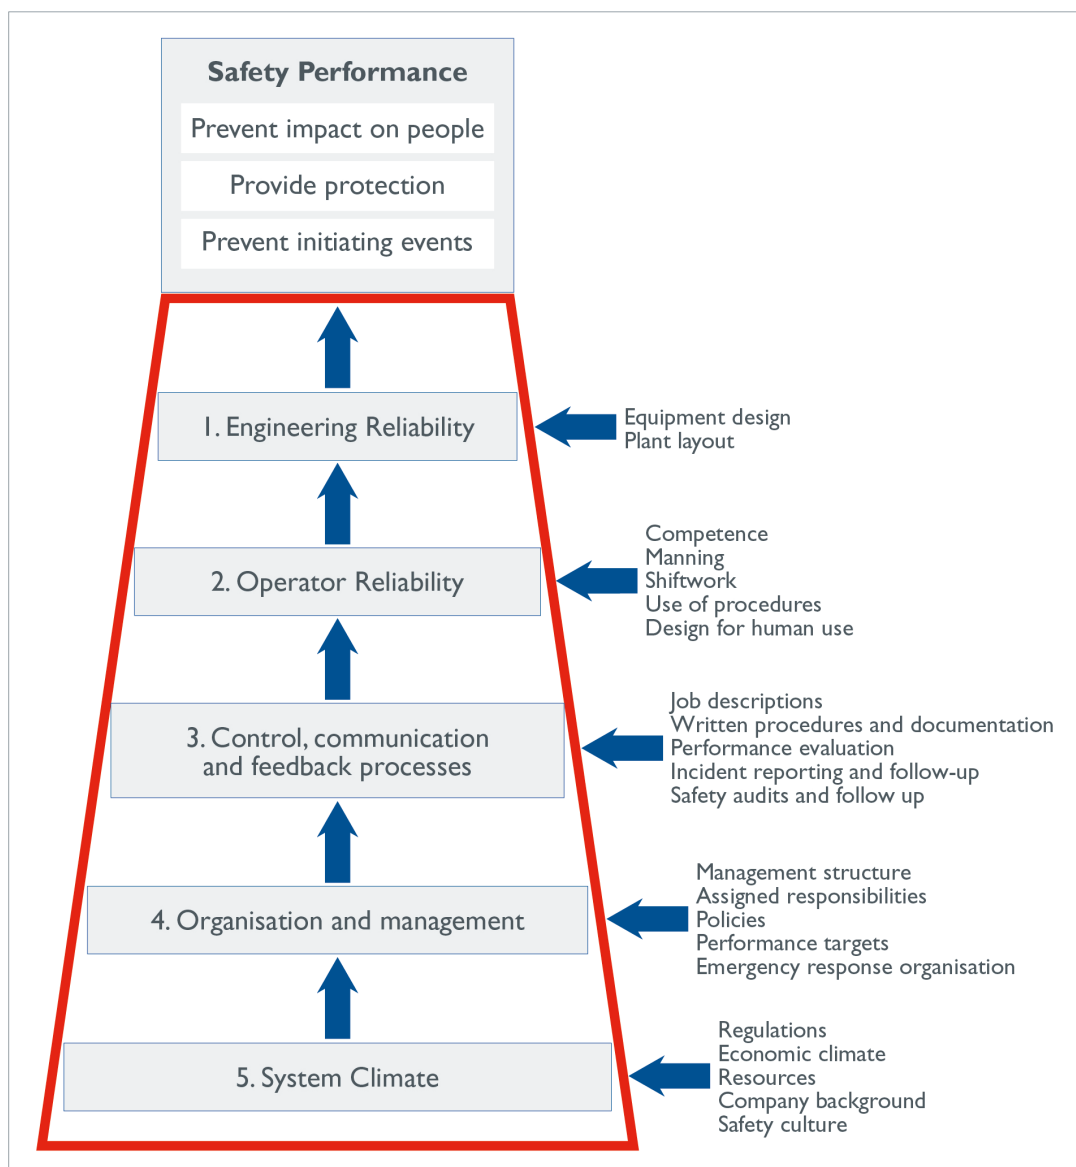 Safety Performance
Prevent impact on people
Provide protection
Prevent initiating events
1. Engineering Reliability
Equipment design
Plant layout
2. Operator Reliability
Competence
Manning
Shiftwork
Use of procedures
Design for human use
3. Control, communication
and feedback processes
Job descriptions
Written procedures and documentation
Performance evaluation
Incident reporting and follow-up
Safety audits and follow up
4. Organisation and management
Management structure
Assigned responsibilities
Policies
Performance targets
Emergency response organisation
5. System Climate
Regulations
Economic climate
Resources
Company background
Safety culture